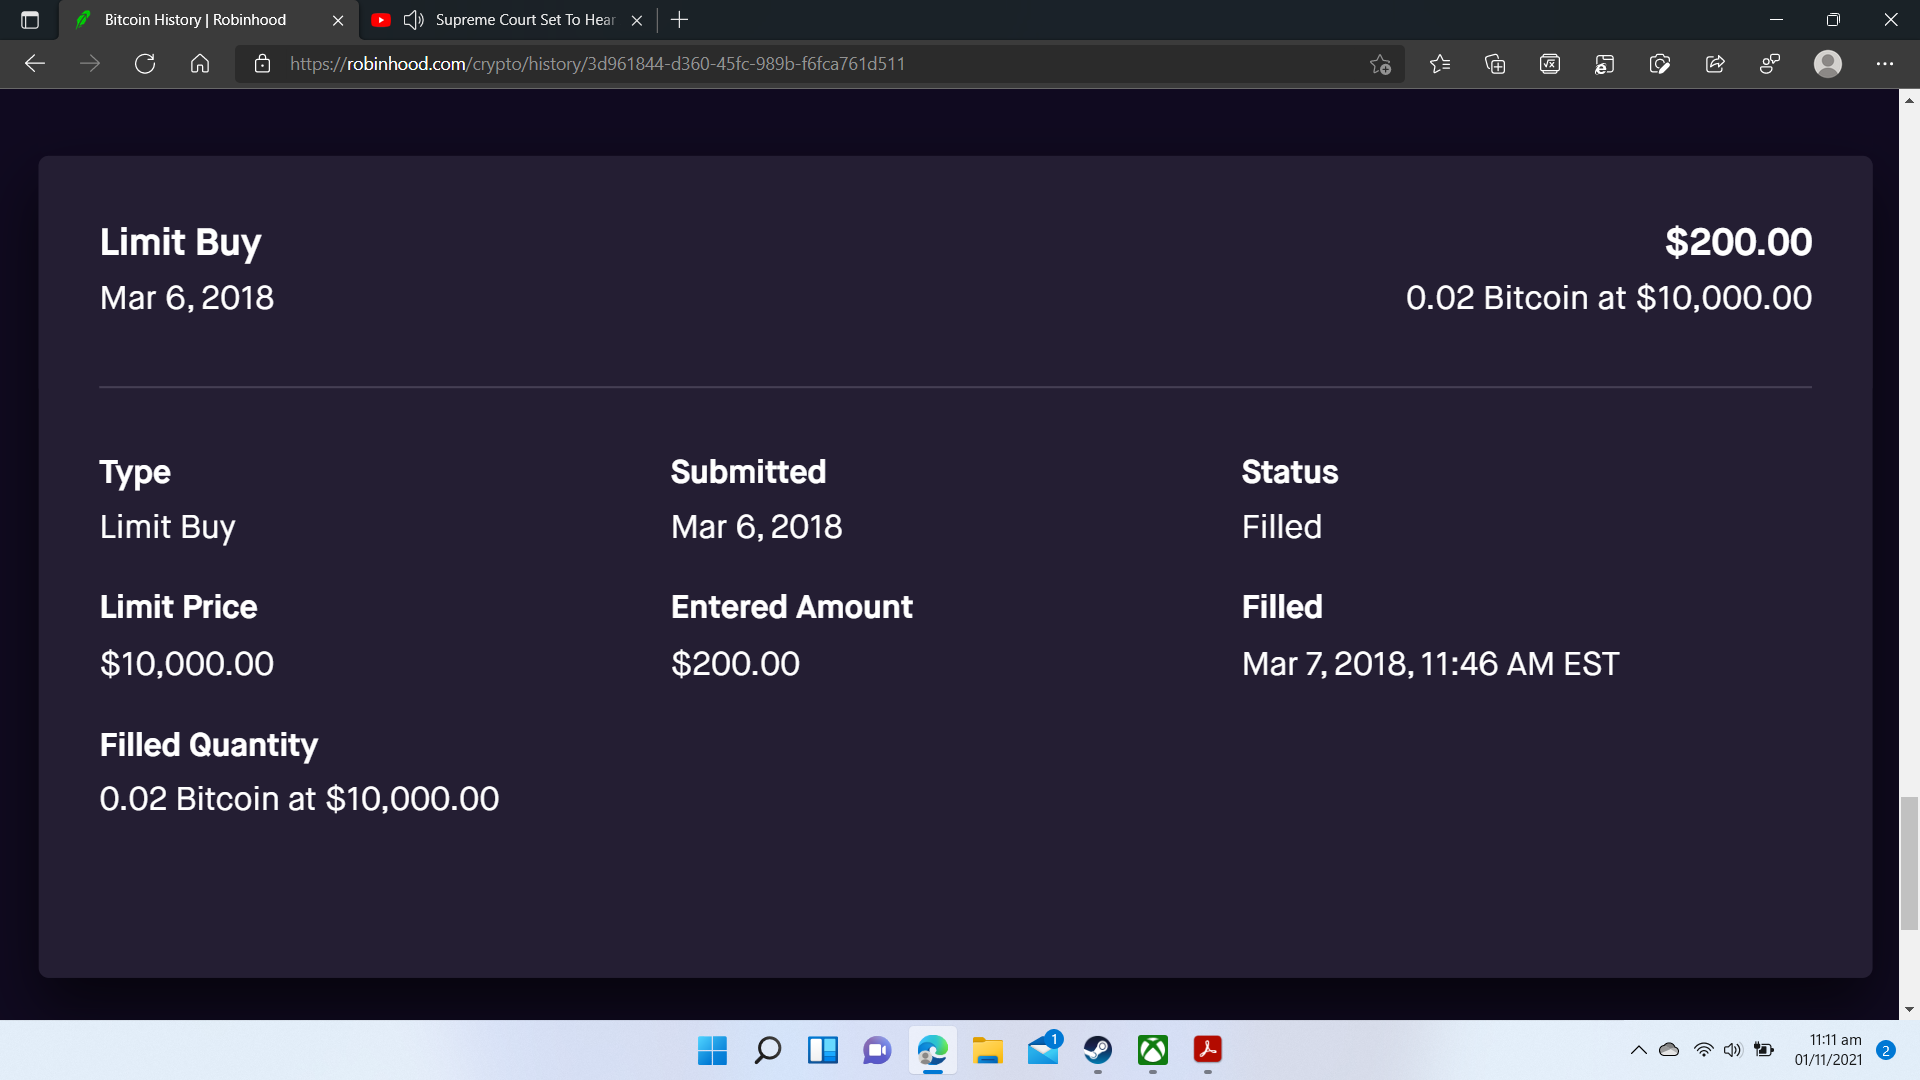 Bitcoin History | Robinhood
Supreme Court Set To Hear
https://robinhood.com/crypto/history/3d961844-d360-45fc-989b-f6fca761d511
Limit Buy
$200.00
Mar 6, 2018
0.02 Bitcoin at $10,000.00
Type
Submitted
Status
Limit Buy
Mar 6, 2018
Filled
Limit Price
Entered Amount
Filled
$10,000.00
$200.00
Mar 7, 2018, 11:46 AM EST
Filled Quantity
0.02 Bitcoin at $10,000.00
1
11:11 am
01/11/2021
2